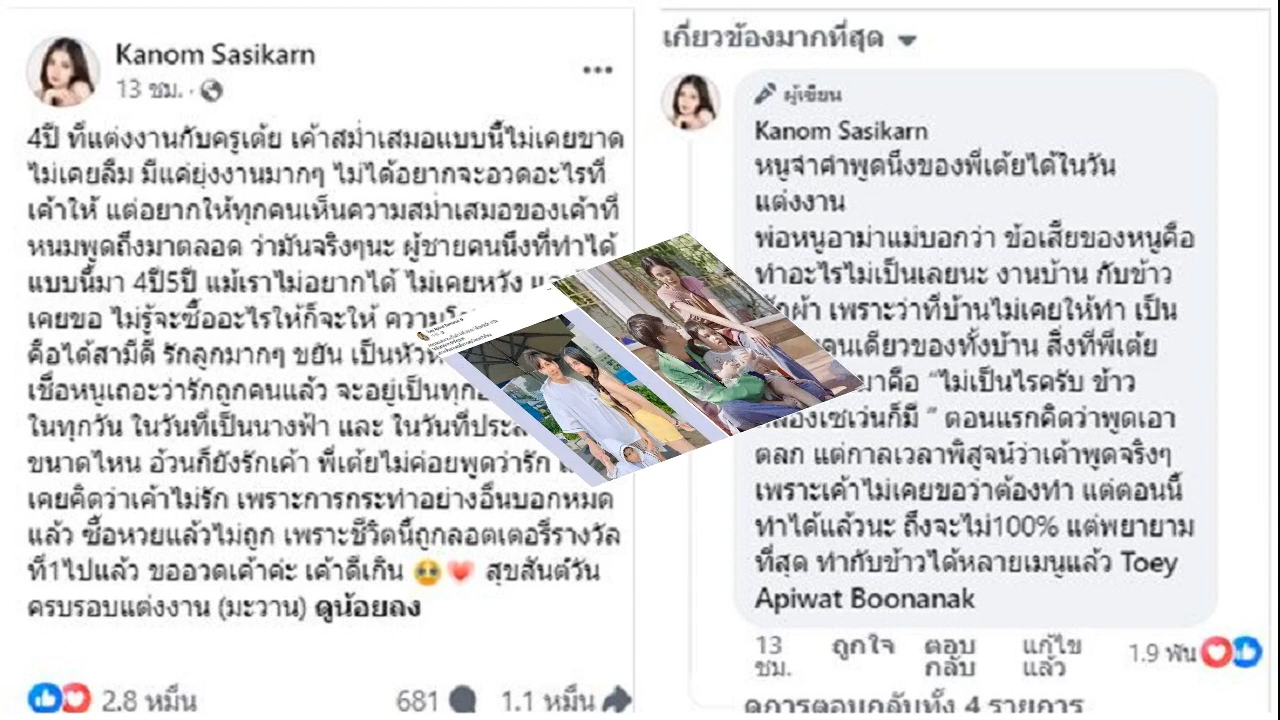 Kanom Sasikarn
13 ชม.
4ปี ที่แต่งงานกับครูเต้ย เค้าสม่ำเสมอแบบนี้ไม่เคยขาด
ไม่เคยลืม มีแค่ยุ่งงานมากๆ ไม่ได้อยากจะอวดอะไรที่
เค้าให้ แต่อยากให้ทุกคนเห็นความสม่ำเสมอของเค้าที่
หนมพูดถึงมาตลอด ว่ามันจริงๆนะ ผู้ชายคนนึงที่ทำได้
แบบนี้มา 4ปี5ปี แม้เราไม่อยากได้ ไม่เคยหวัง
เคยขอ ไม่รู้จะซื้ออะไรให้ก็จะให้
คือได้สามีดี รักลูกมากๆ ขยัน
เชื่อหนูเถอะว่ารักถูกคนแล้ว
ในทุกวัน ในวันที่เป็นนางฟ้า และ
ขนาดไหน อ้วนก็ยังรักเค้า พี่เต้ยไม่ค่อยพูดว่ารัก
เคยคิดว่าเค้าไม่รัก เพราะการกระทำอย่างอื่นบอกหมด
แล้ว ซื้อหวยแล้วไม่ถูก เพราะชีวิตนี้ถูกลอตเตอรี่รางวัล
ที่1ไปแล้ว ขออวดเค้าค่ะ เค้าดีเกิน 🥹💗 สุขสันต์วัน
ครบรอบแต่งงาน (มะวาน) ดูน้อยลง
2.8 หมื่น 681 1.1 หมื่น
เกี่ยวข้องมากที่สุด
ผู้เขียน
Kanom Sasikarn
หนูจำคำพูดนึงของพี่เต้ยได้ในวัน
แต่งงาน
พ่อหนูอาม่าแม่บอกว่า ข้อเสียของหนูคือ
ทำอะไรไม่เป็นเลยนะ งานบ้าน กับข้าว
เพราะว่าที่บ้านไม่เคยให้ทำ เป็น
คนเดียวของทั้งบ้าน สิ่งที่พี่เต้ย
คือ “ไม่เป็นไรครับ ข้าว
เซเว่นก็มี ” ตอนแรกคิดว่าพูดเอา
ตลก แต่กาลเวลาพิสูจน์ว่าเค้าพูดจริงๆ
เพราะเค้าไม่เคยขอว่าต้องทำ แต่ตอนนี้
ทำได้แล้วนะ ถึงจะไม่100% แต่พยายาม
ที่สุด ทำกับข้าวได้หลายเมนูแล้ว Toey
Apiwat Boonanak
13 ชม. ถูกใจ ตอบกลับ แก้ไขแล้ว 1.9 พัน
ดูการตอบกลับทั้ง 4 รายการ